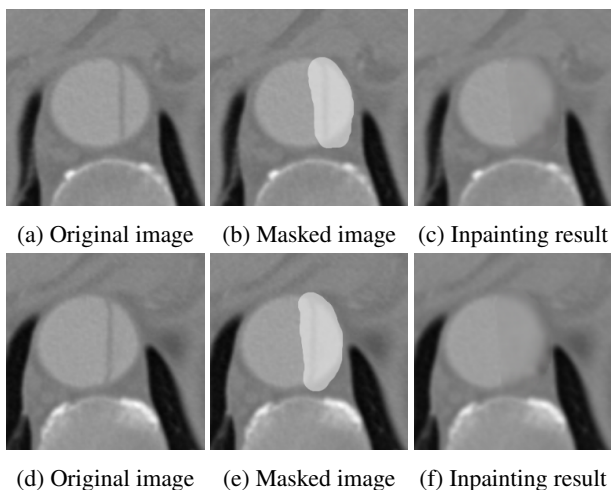 (a) Original image (b) Masked image (c) Inpainting result
(d) Original image (e) Masked image (f) Inpainting result